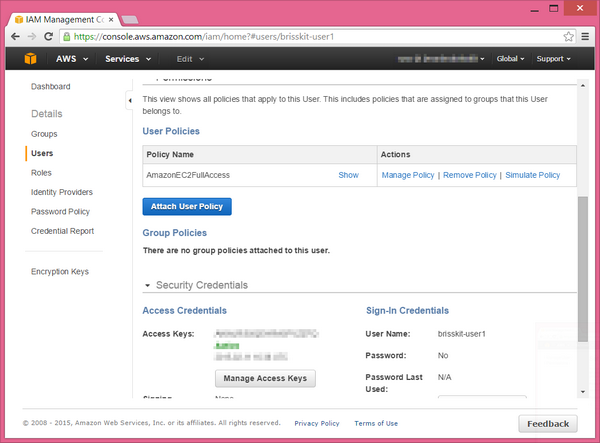 IAM Management Co
https://console.aws.amazon.com/iam/home?#users/brisskit-user1
AWS Services Edit Global Support
Dashboard
Details
Groups
Users
Roles
Identity Providers
Password Policy
Credential Report
Encryption Keys
This view shows all policies that apply to this User. This includes policies that are assigned to groups that this User
belongs to.
User Policies
Policy Name Actions
AmazonEC2FullAccess Show Manage Policy | Remove Policy | Simulate Policy
Attach User Policy
Group Policies
There are no group policies attached to this user.
Security Credentials
Access Credentials Sign-In Credentials
Access Keys: User Name: brisskit-user1
Password: No
Manage Access Keys Password Last N/A
Used:
© 2008 - 2015, Amazon Web Services, Inc. or its affiliates. All rights reserved. Privacy Policy Terms of Use Feedback